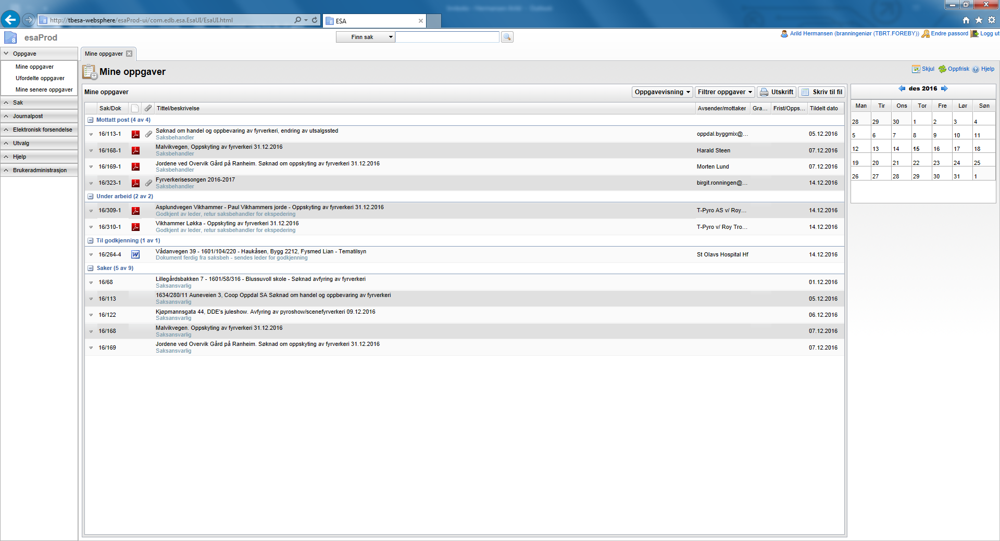 http://tbesa-websphere/esaProd-ui/com.edb.esa.EsaUI/EsaUI.html
ESA
esaProd
Finn sak
Arild Hermansen (branningeniør (TBRT.FOREBY))
Endre passord
Logg ut
Oppgave
Mine oppgaver
Ufordelte oppgaver
Mine senere oppgaver
Sak
Journalpost
Elektronisk forsendelse
Utvalg
Hjelp
Brukeradministrasjon
Mine oppgaver
Mine oppgaver
Skjul Oppfrisk Hjelp
Mine oppgaver
Oppgavevisning Filtrer oppgaver Utskrift Skriv til fil
Sak/Dok Tittel/beskrivelse Avsender/mottaker Gra... Frist/Opps... Tildelt dato
Mottatt post (4 av 4)
16/113-1 Søknad om handel og oppbevaring av fyrverkeri, endring av utsalgssted oppdal.byggmix@... 05.12.2016
Saksbehandler
16/168-1 Malvikvegen, Oppskyting av fyrverkeri 31.12.2016 Harald Steen 07.12.2016
Saksbehandler
16/169-1 Jordene ved Overvik Gård på Ranheim. Søknad om oppskyting av fyrverkeri 31.12.2016 Morten Lund 07.12.2016
Saksbehandler
16/323-1 Fyrverkerisesongen 2016-2017 birgit.ronningen@... 14.12.2016
Saksbehandler
Under arbeid (2 av 2)
16/309-1 Asplundvegen Vikhammer - Paul Vikhammers jorde - Oppskyting av fyrverkeri 31.12.2016 T-Pyro AS v/ Roy... 14.12.2016
Godkjent av leder, retur saksbehandler for ekspedering
16/310-1 Vikhammer Løkka - Oppskyting av fyrverkeri 31.12.2016 T-Pyro v/ Roy Tro... 14.12.2016
Godkjent av leder, retur saksbehandler for ekspedering
Til godkjenning (1 av 1)
16/264-4 Vådanvegen 39 - 1601/104/220 - Haukåsen, Bygg 2212, Fysmed Lian - Tematilsyn St Olavs Hospital Hf 14.12.2016
Dokument ferdig fra saksbeh - sendes leder for godkjenning
Saker (5 av 9)
16/68 Lillegårdsbakken 7 - 1601/58/316 - Blussuvoll skole - Søknad avfyring av fyrverkeri 01.12.2016
Saksansvarlig
16/113 1634/280/11 Auneveien 3, Coop Oppdal SA Søknad om handel og oppbevaring av fyrverkeri 05.12.2016
Saksansvarlig
16/122 Kjøpmannsgata 44, DDE's juleshow. Avfyring av pyroshow/scenefyrverkeri 09.12.2016 06.12.2016
Saksansvarlig
16/168 Malvikvegen. Oppskyting av fyrverkeri 31.12.2016 07.12.2016
Saksansvarlig
16/169 Jordene ved Overvik Gård på Ranheim. Søknad om oppskyting av fyrverkeri 31.12.2016 07.12.2016
Saksansvarlig
des 2016
Man Tir Ons Tor Fre Lør Søn
28 29 30 1 2 3 4
5 6 7 8 9 10 11
12 13 14 15 16 17 18
19 20 21 22 23 24 25
26 27 28 29 30 31 1